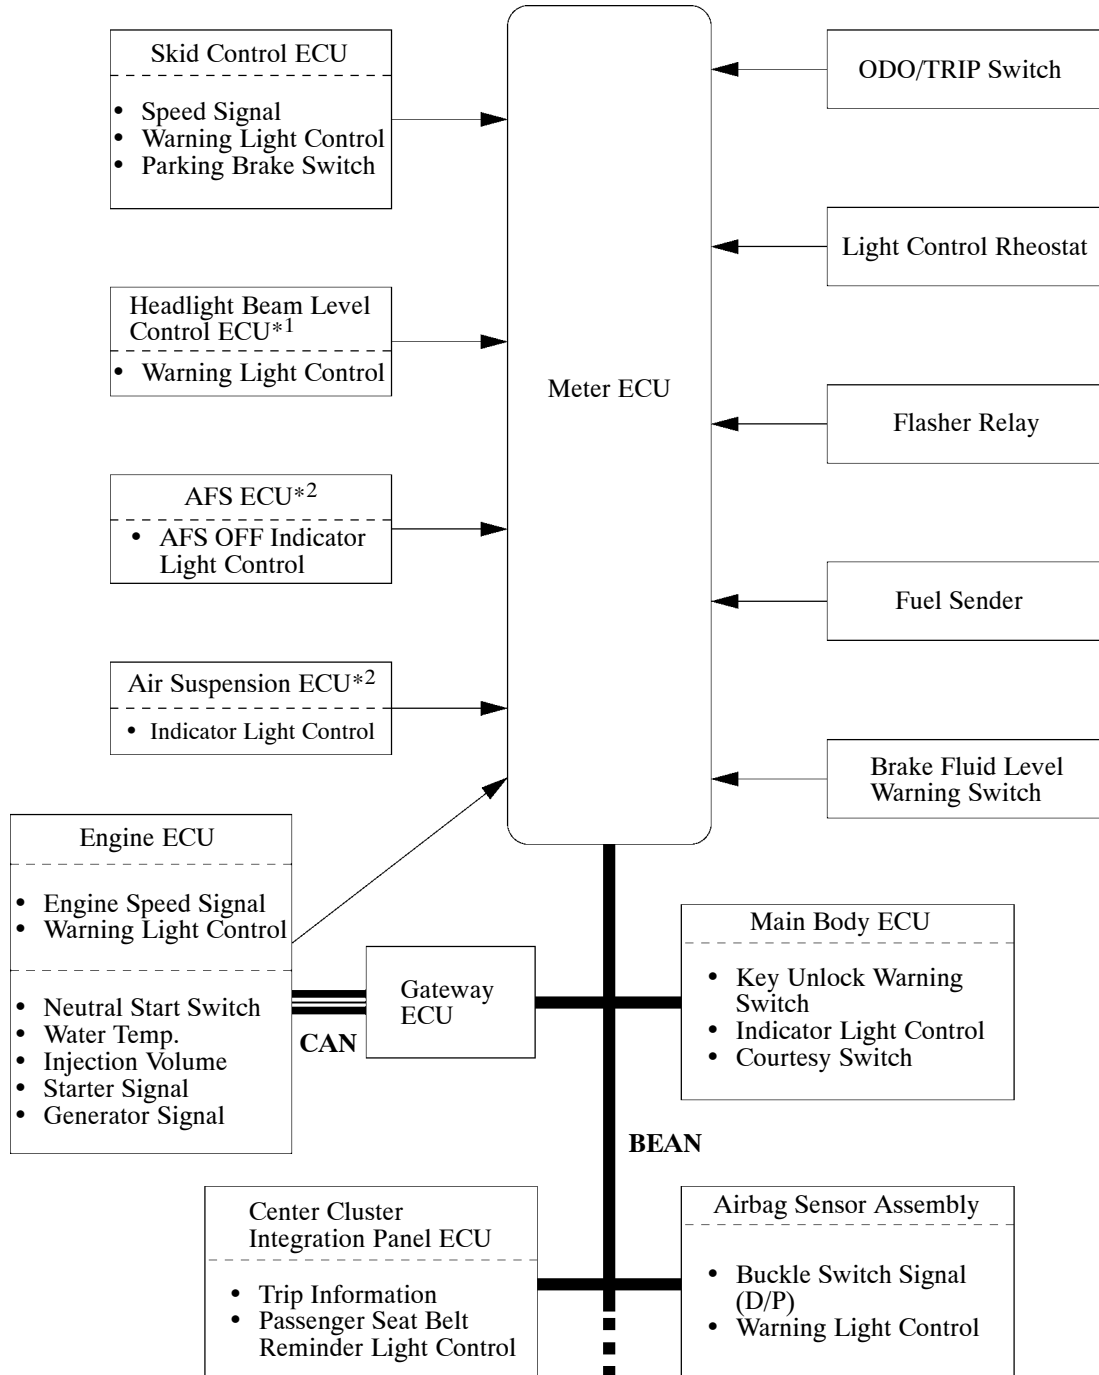 Skid Control ECU
• Speed Signal
• Warning Light Control
• Parking Brake Switch
Headlight Beam Level
Control ECU*1
• Warning Light Control
AFS ECU*2
• AFS OFF Indicator
Light Control
Air Suspension ECU*2
• Indicator Light Control
Engine ECU
• Engine Speed Signal
• Warning Light Control
• Neutral Start Switch
• Water Temp.
• Injection Volume
• Starter Signal
• Generator Signal
Meter ECU
ODO/TRIP Switch
Light Control Rheostat
Flasher Relay
Fuel Sender
Brake Fluid Level
Warning Switch
CAN
Gateway
ECU
Main Body ECU
• Key Unlock Warning
Switch
• Indicator Light Control
• Courtesy Switch
BEAN
Center Cluster
Integration Panel ECU
• Trip Information
• Passenger Seat Belt
Reminder Light Control
Airbag Sensor Assembly
• Buckle Switch Signal
(D/P)
• Warning Light Control